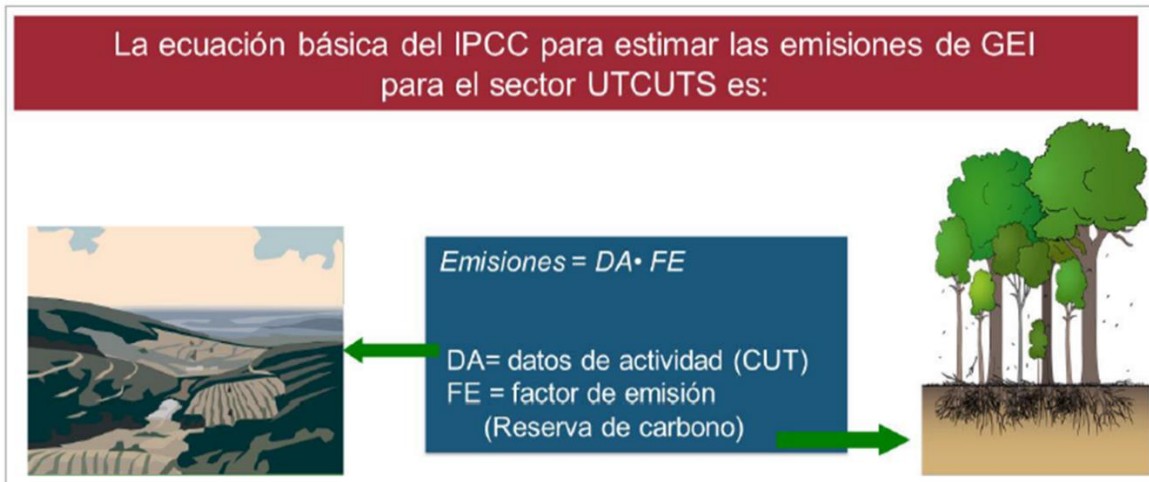 La ecuación básica del IPCC para estimar las emisiones de GEI
para el sector UTCUTS es:
Emisiones = DA• FE
DA= datos de actividad (CUT)
FE = factor de emisión
(Reserva de carbono)